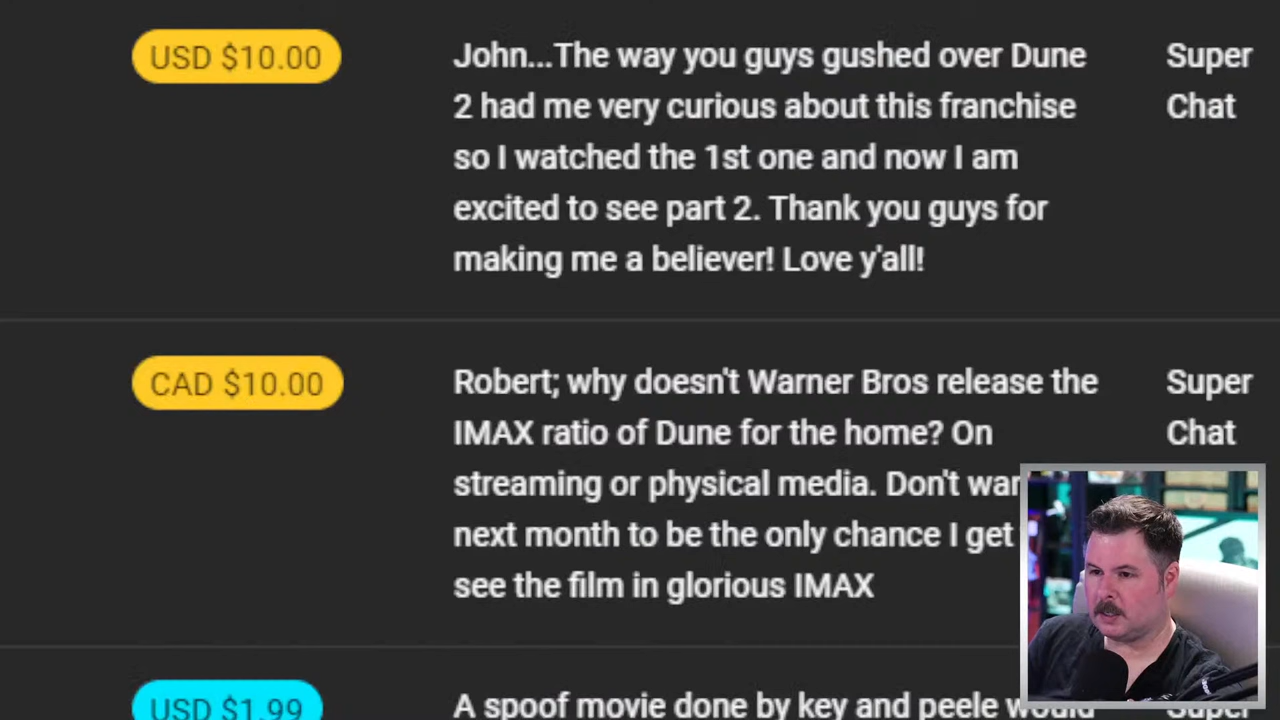 USD $10.00
John...The way you guys gushed over Dune
2 had me very curious about this franchise
so I watched the 1st one and now I am
excited to see part 2. Thank you guys for
making me a believer! Love y'all!
Super
Chat
CAD $10.00
Robert; why doesn't Warner Bros release the
IMAX ratio of Dune for the home? On
streaming or physical media. Don't
next month to be the only chance I get
see the film in glorious IMAX
Super
Chat
USD $1.99
A spoof movie done by key and peele would
Super